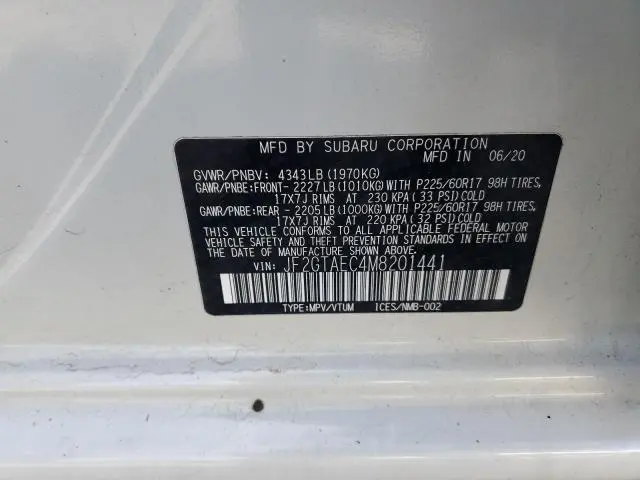 MFD BY SUBARU CORPORATION
MFD IN 06/20
GVWR/PNBV: 4343LB(1970KG)
GAWR/PNBE:FRONT- 2227LB(1010KG)WITH P225/60R17 98H TIRES,
17X7J RIMS AT 230 KPA(33 PSI)COLD
GAWR/PNBE:REAR - 2205LB(1000KG)WITH P225/60R17 98H TIRES,
17X7J RIMS AT 220 KPA(32 PSI)COLD
THIS VEHICLE CONFORMS TO ALL APPLICABLE FEDERAL MOTOR
VEHICLE SAFETY AND THEFT PREVENTION STANDARDS IN EFFECT ON
THE DATE OF MANUFACTURE SHOWN ABOVE.
VIN: JF2GTAEC4M8201441
TYPE:MPV/VTUM ICES/NMB-002